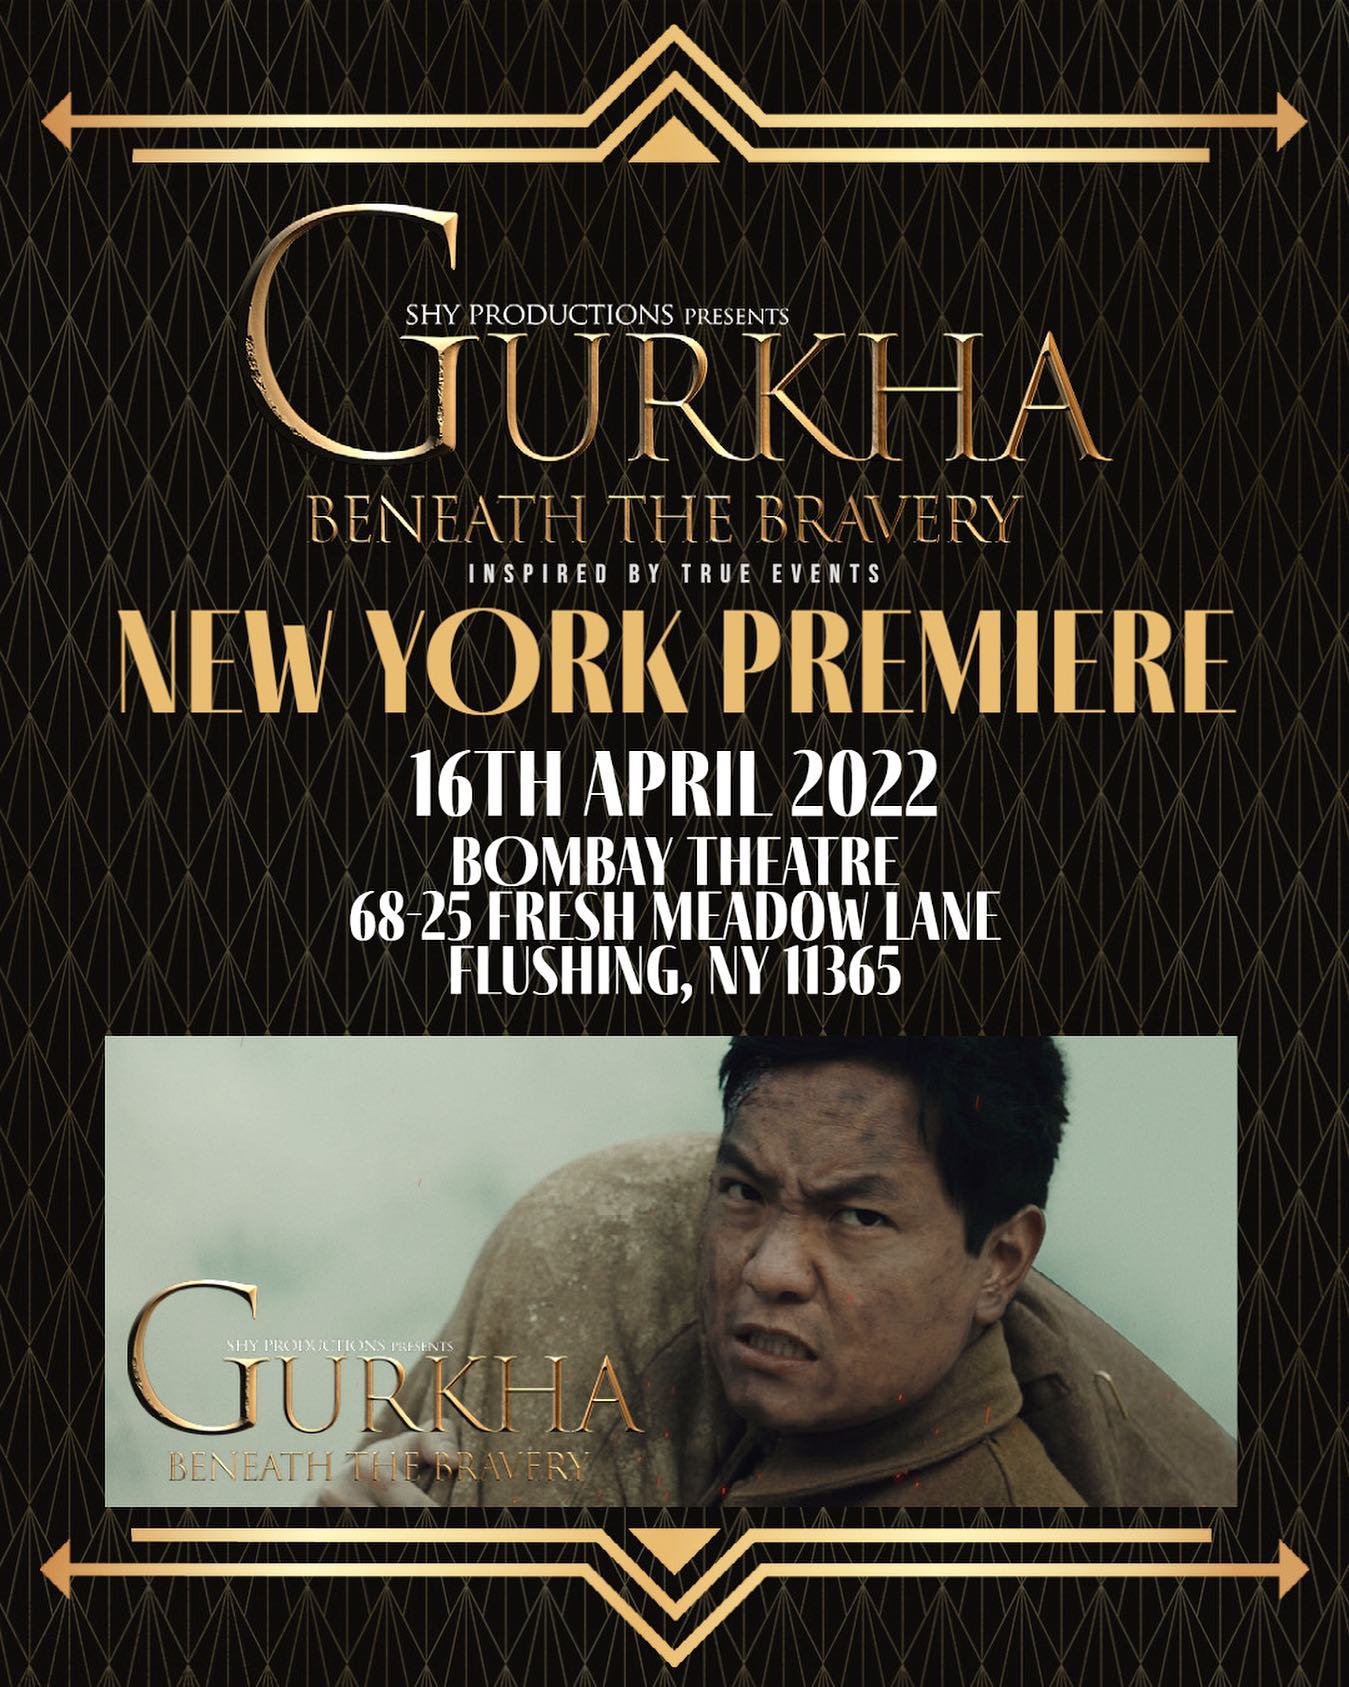 SHY PRODUCTIONS PRESENTS
GURKHA
BENEATH THE BRAVERY
INSPIRED BY TRUE EVENTS
NEW YORK PREMIERE
16TH APRIL 2022
BOMBAY THEATRE
68-25 FRESH MEADOW LANE
FLUSHING, NY 11365
SHY PRODUCTIONS PRESENTS
GURKHA
BENEATH THE BRAVERY